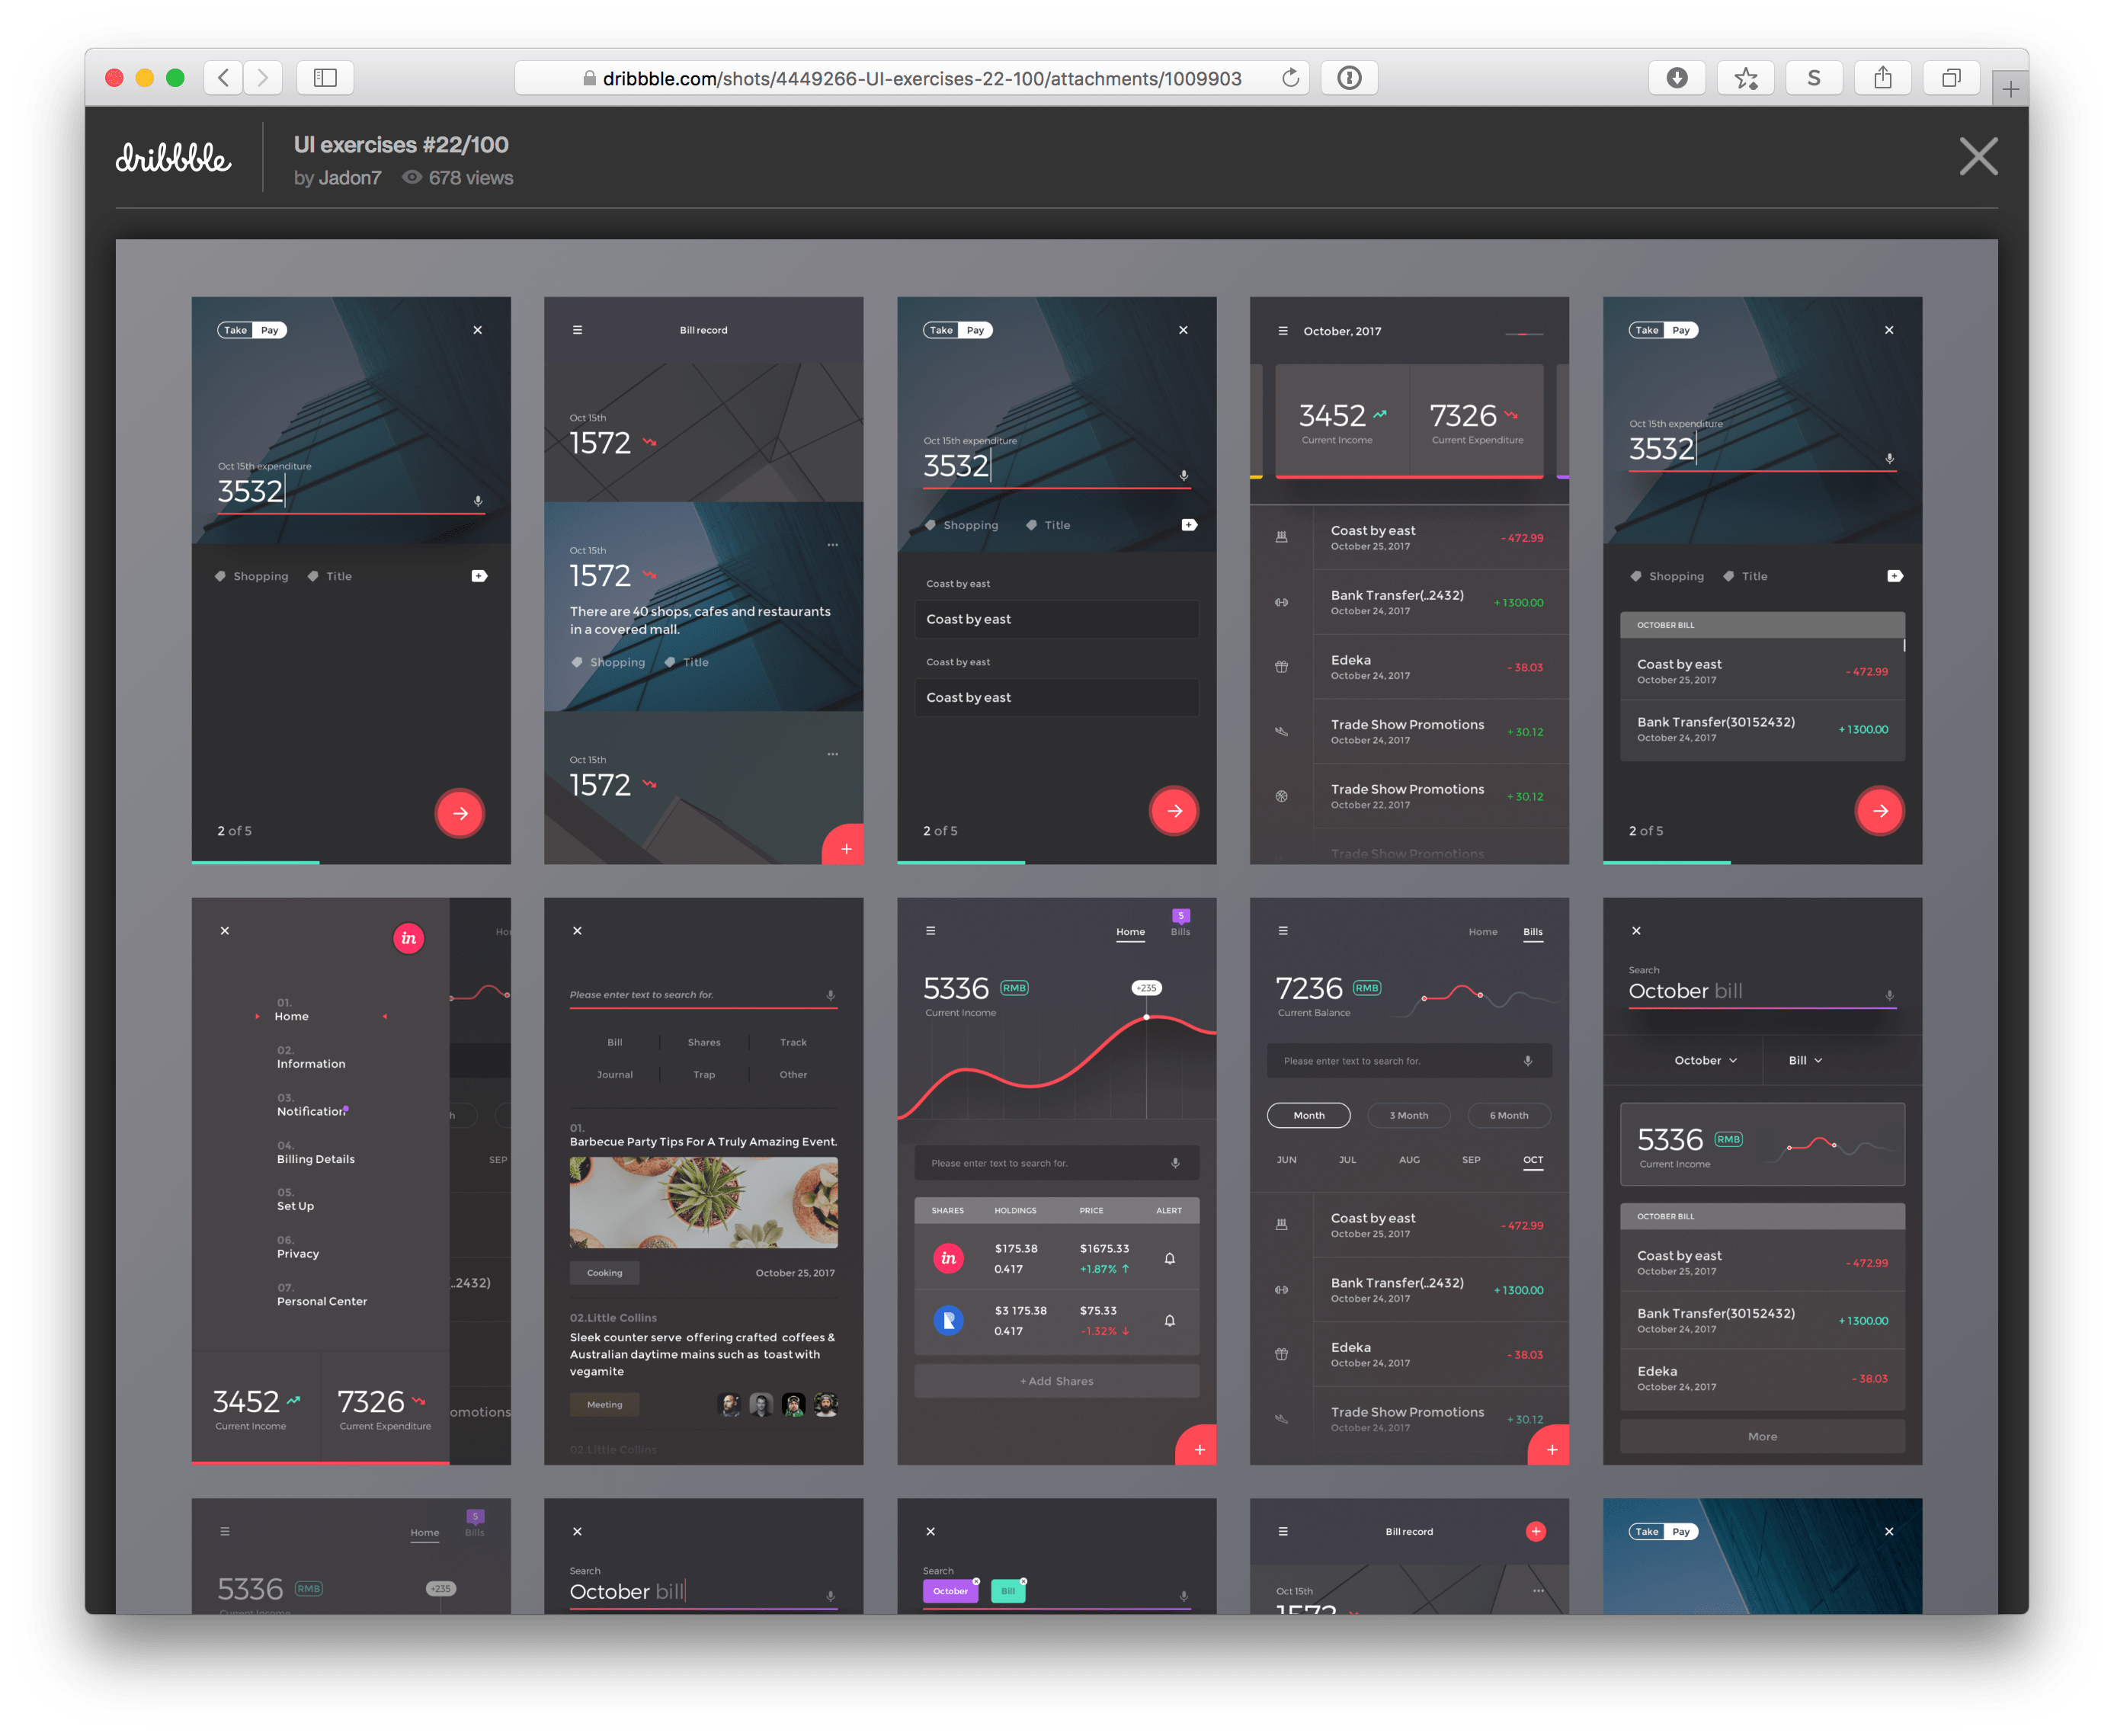 dribbble.com/shots/4449266-UI-exercises-22-100/attachments/1009903
S
dribbble
UI exercises #22/100
by Jadon7 678 views
Take Pay
Oct 15th expenditure
3532
Shopping Title
2 of 5
Bill record
Oct 15th
1572
Oct 15th
1572
There are 40 shops, cafes and restaurants
in a covered mall.
Shopping Title
Oct 15th
1572
+
Take Pay
Oct 15th expenditure
3532
Shopping Title
Coast by east
Coast by east
Coast by east
Coast by east
2 of 5
October, 2017
3452 7326
Current Income Current Expenditure
Coast by east
October 25, 2017
- 472.99
Bank Transfer(..2432)
October 24, 2017
+ 1300.00
Edeka
October 24, 2017
- 38.03
Trade Show Promotions
October 24, 2017
+ 30.12
Trade Show Promotions
October 22, 2017
+ 30.12
Trade Show Promotions
Take Pay
Oct 15th expenditure
3532
Shopping Title
OCTOBER BILL
Coast by east
October 25, 2017
- 472.99
Bank Transfer(30152432)
October 24, 2017
+ 1300.00
2 of 5
in
01.
Home
02.
Information
03.
Notification
04.
Billing Details
05.
Set Up
06.
Privacy
07.
Personal Center
3452 7326
Current Income Current Expenditure
Hor
h
SEP
..2432)
omotions
Please enter text to search for.
Bill Shares Track
Journal Trap Other
01.
Barbecue Party Tips For A Truly Amazing Event.
Cooking October 25, 2017
02.Little Collins
Sleek counter serve offering crafted coffees &
Australian daytime mains such as toast with
vegamite
Meeting
02.Little Collins
5
Home Bills
5336 RMB
Current Income
+235
Please enter text to search for.
SHARES HOLDINGS PRICE ALERT
in
$175.38 $1675.33
0.417 +1.87% ↑
R
$3 175.38 $75.33
0.417 -1.32% ↓
+ Add Shares
+
Home Bills
7236 RMB
Current Balance
Please enter text to search for.
Month 3 Month 6 Month
JUN JUL AUG SEP OCT
Coast by east
October 25, 2017
- 472.99
Bank Transfer(..2432)
October 24, 2017
+ 1300.00
Edeka
October 24, 2017
- 38.03
Trade Show Promotions
October 24, 2017
+ 30.12
+
Search
October bill
October Bill
5336 RMB
Current Income
OCTOBER BILL
Coast by east
October 25, 2017
- 472.99
Bank Transfer(30152432)
October 24, 2017
+ 1300.00
Edeka
October 24, 2017
- 38.03
More
5
Home Bills
5336 RMB
+235
Current Income
Search
October bill
Search
October Bill
Bill record
+
Oct 15th
1572
Take Pay